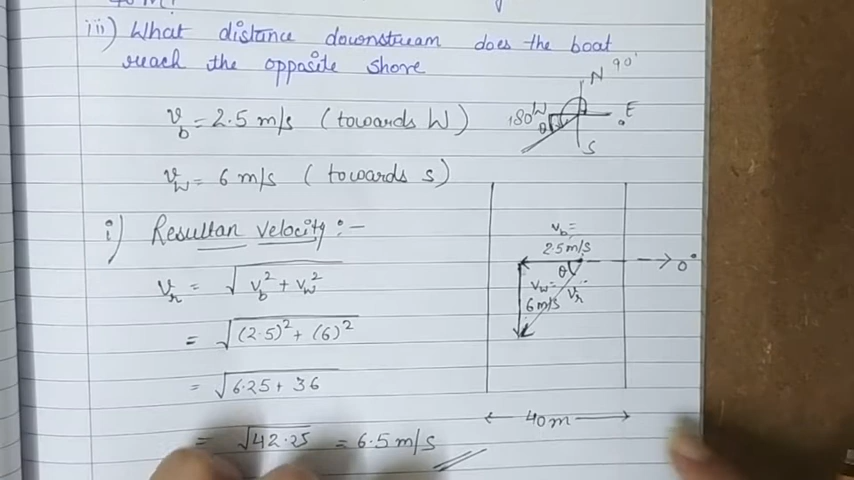 iii) What distance downstream does the boat
reach the opposite shore
N 90°
W
180
E
θ
S
v_b = 2.5 m/s (towards W)
v_w = 6 m/s (towards S)
i) Resultan velocity :-
v_r = √v_b² + v_w²
= √(2.5)² + (6)²
= √6.25 + 36
= √42.25 = 6.5 m/s
v_b =
2.5 m/s
0°
θ
v_w =
6 m/s
v_r
40m